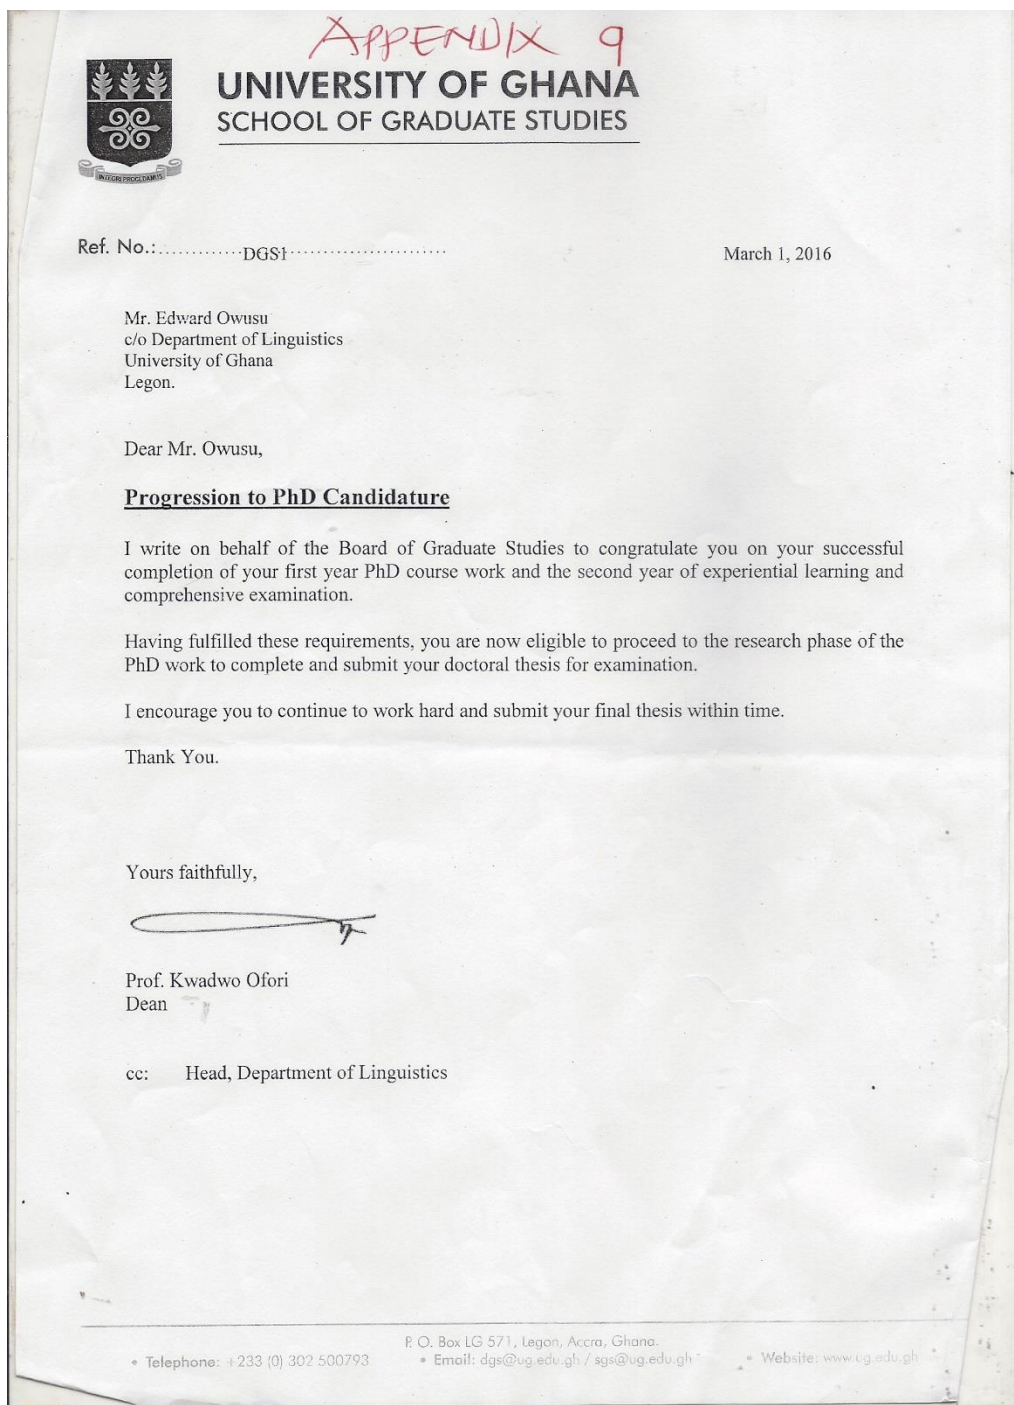 APPENDIX 9
UNIVERSITY OF GHANA
SCHOOL OF GRADUATE STUDIES
INTEGRI PROCEDAMUS
Ref. No.:.............DGS1..........................
March 1, 2016
Mr. Edward Owusu
c/o Department of Linguistics
University of Ghana
Legon.
Dear Mr. Owusu,
Progression to PhD Candidature
I write on behalf of the Board of Graduate Studies to congratulate you on your successful
completion of your first year PhD course work and the second year of experiential learning and
comprehensive examination.
Having fulfilled these requirements, you are now eligible to proceed to the research phase of the
PhD work to complete and submit your doctoral thesis for examination.
I encourage you to continue to work hard and submit your final thesis within time.
Thank You.
Yours faithfully,
Prof. Kwadwo Ofori
Dean
cc: Head, Department of Linguistics
P. O. Box LG 571, Legon, Accra, Ghana.
• Telephone: +233 (0) 302 500793 • Email: dgs@ug.edu.gh / sgs@ug.edu.gh • Website: www.ug.edu.gh